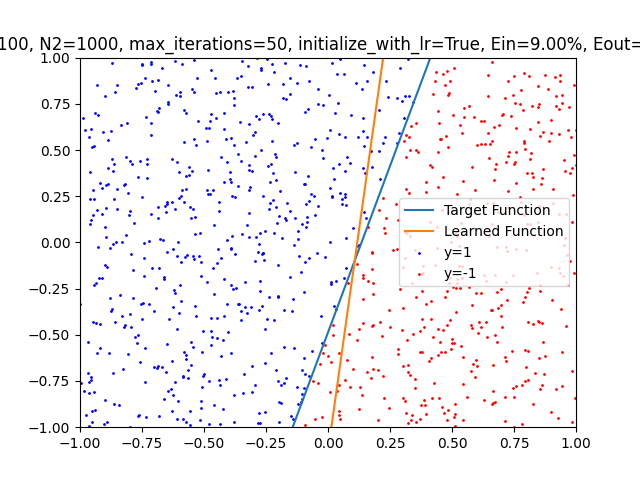 100, N2=1000, max_iterations=50, initialize_with_lr=True, Ein=9.00%, Eout=
1.00
0.75
0.50
0.25
0.00
−0.25
−0.50
−0.75
−1.00
Target Function
Learned Function
y=1
y=-1
−1.00 −0.75 −0.50 −0.25 0.00 0.25 0.50 0.75 1.00